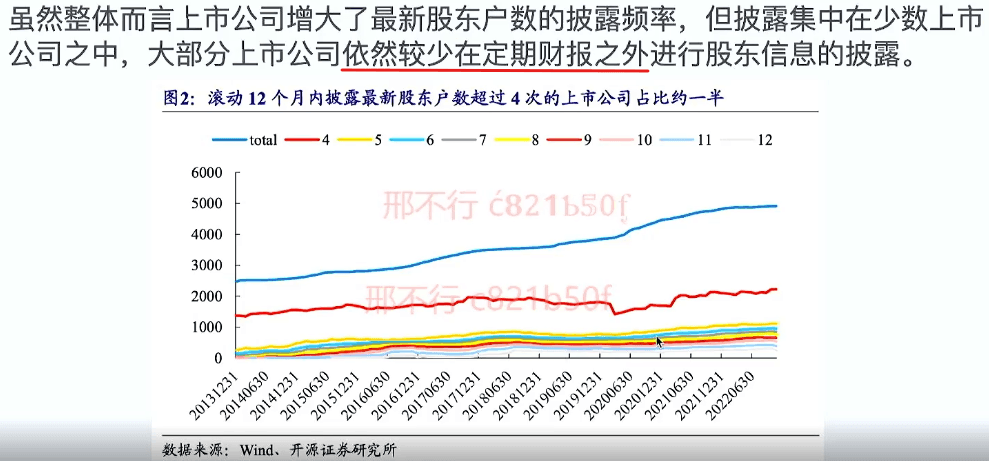 虽然整体而言上市公司增大了最新股东户数的披露频率，但披露集中在少数上市
公司之中，大部分上市公司依然较少在定期财报之外进行股东信息的披露。
图2：滚动 12 个月内披露最新股东户数超过 4 次的上市公司占比约一半
total 4 5 6 7 8 9 10 11 12
6000
5000
4000
3000
2000
1000
0
邢不行 c821b50f
邢不行 c821b50f
20131231 20140630 20141231 20150630 20151231 20160630 20161231 20170630 20171231 20180630 20181231 20190630 20191231 20200630 20201231 20210630 20211231 20220630
数据来源：Wind、开源证券研究所